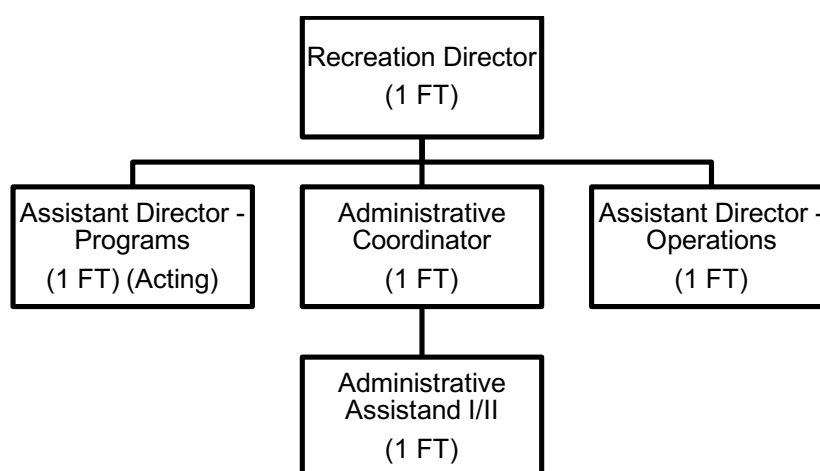 Recreation Director
(1 FT)
Assistant Director -
Programs
(1 FT) (Acting)
Administrative
Coordinator
(1 FT)
Assistant Director -
Operations
(1 FT)
Administrative
Assistand I/II
(1 FT)